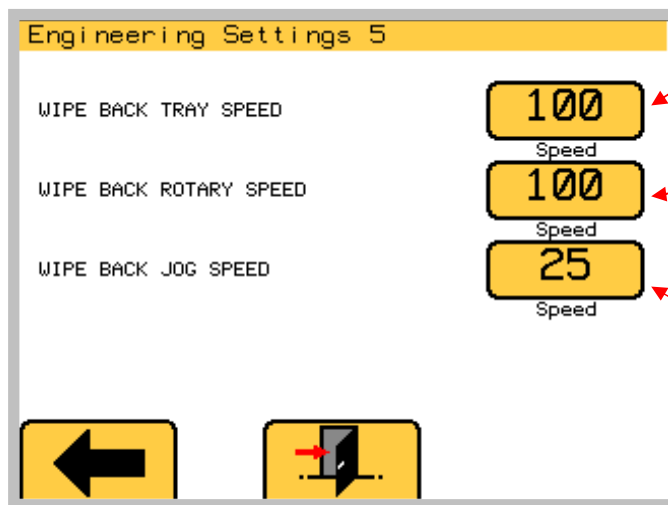 Engineering Settings 5
WIPE BACK TRAY SPEED
100
Speed
WIPE BACK ROTARY SPEED
100
Speed
WIPE BACK JOG SPEED
25
Speed